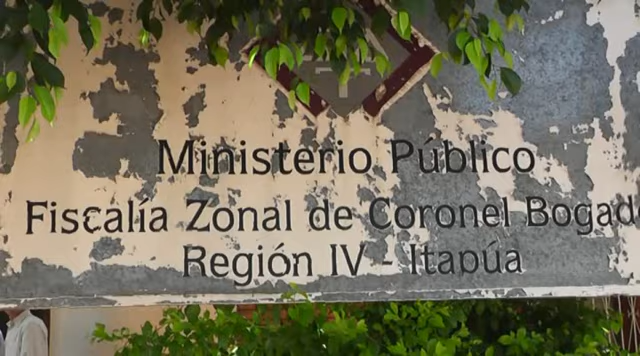 Ministerio Público
Fiscalía Zonal de Coronel Bogad
Región IV - Itapúa